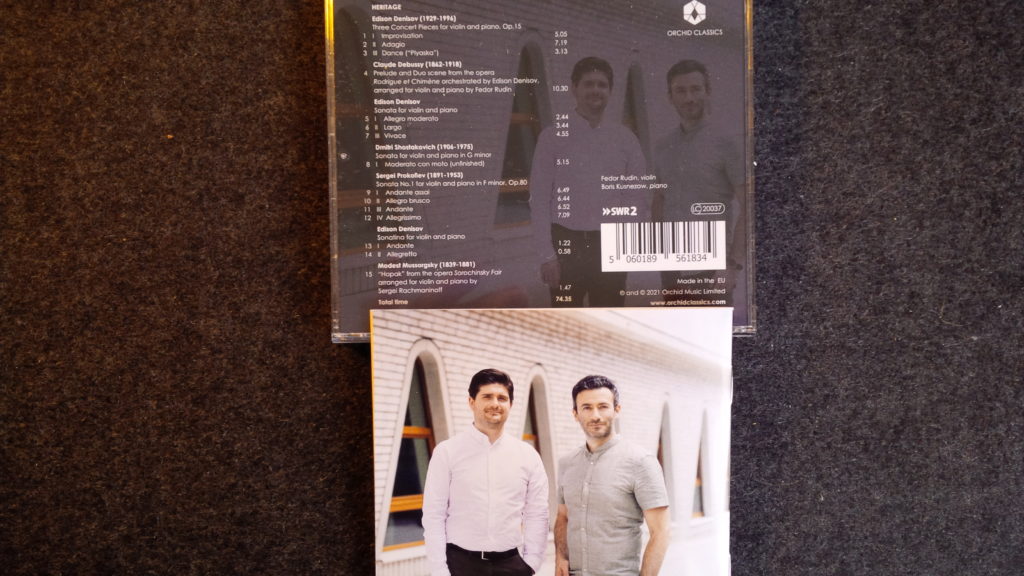 HERITAGE
Edison Denisov (1929-1996)
Three Concert Pieces for violin and piano, Op.15
1 I Improvisation 5.05
2 II Adagio 7.19
3 III Dance ("Plyaska") 3.13
Claude Debussy (1862-1918)
4 Prelude and Duo scene from the opera
Rodrigue et Chimène orchestrated by Edison Denisov,
arranged for violin and piano by Fedor Rudin 10.30
Edison Denisov
Sonata for violin and piano
5 I Allegro moderato 2.44
6 II Largo 3.44
7 III Vivace 4.55
Dmitri Shostakovich (1906-1975)
Sonata for violin and piano in G minor
8 I Moderato con moto (unfinished) 5.15
Sergei Prokofiev (1891-1953)
Sonata No.1 for violin and piano in F minor, Op.80
9 I Andante assai 6.49
10 II Allegro brusco 6.44
11 III Andante 6.52
12 IV Allegrissimo 7.09
Edison Denisov
Sonatina for violin and piano
13 I Andante 1.22
14 II Allegretto 0.58
Modest Mussorgsky (1839-1881)
15 "Hopak" from the opera Sorochinsky Fair
arranged for violin and piano by
Sergei Rachmaninoff 1.47
Total time 74.35
ORCHID CLASSICS
Fedor Rudin, violin
Boris Kusnezow, piano
SWR2
LC 20037
5 060189 561834
Made in the EU
℗ and © 2021 Orchid Music Limited
www.orchidclassics.com